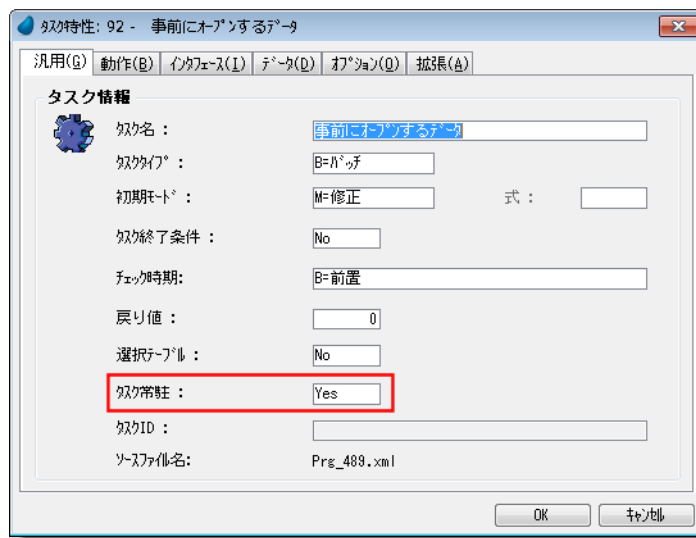 ﾀｽｸ特性: 92 -　事前にｵｰﾌﾟﾝするﾃﾞｰﾀ
汎用(G) 動作(B) ｲﾝﾀﾌｪｰｽ(I) ﾃﾞｰﾀ(D) ｵﾌﾟｼｮﾝ(O) 拡張(A)
タスク情報
ﾀｽｸ名： 事前にｵｰﾌﾟﾝするﾃﾞｰﾀ
ﾀｽｸﾀｲﾌﾟ： B=ﾊﾞｯﾁ
初期ﾓｰﾄﾞ： M=修正 式：
ﾀｽｸ終了条件： No
ﾁｪｯｸ時期: B=前置
戻り値： 0
選択ﾃｰﾌﾞﾙ： No
ﾀｽｸ常駐： Yes
ﾀｽｸID：
ｿｰｽﾌｧｲﾙ名: Prg_489.xml
OK ｷｬﾝｾﾙ